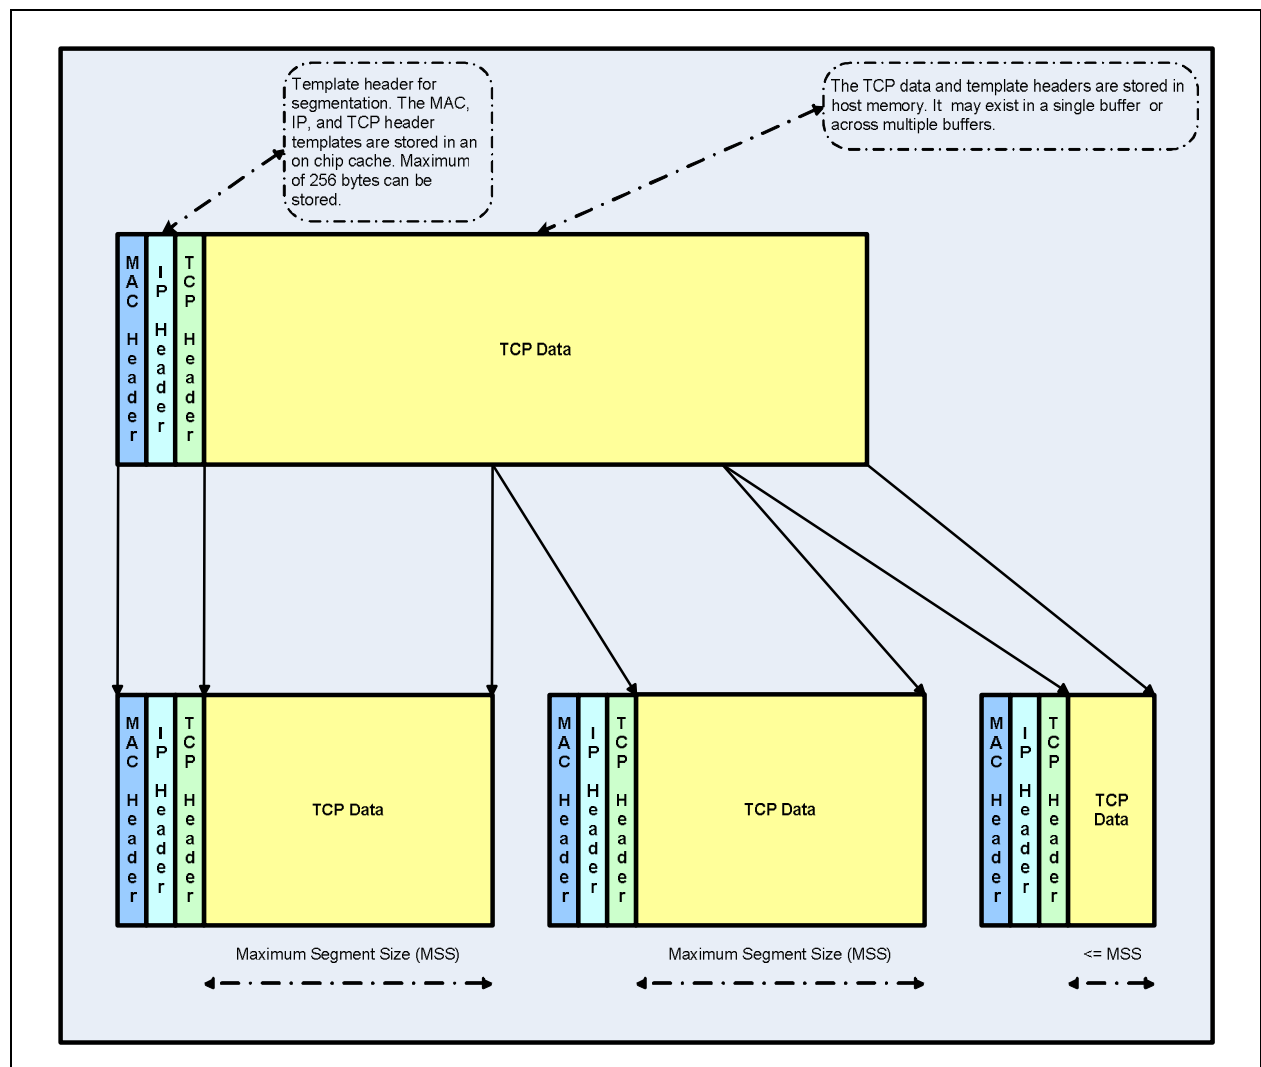 Template header for
segmentation. The MAC,
IP, and TCP header
templates are stored in an
on chip cache. Maximum
of 256 bytes can be
stored.
The TCP data and template headers are stored in
host memory. It may exist in a single buffer or
across multiple buffers.
MAC Header
IP Header
TCP Header
TCP Data
MAC Header
IP Header
TCP Header
TCP Data
MAC Header
IP Header
TCP Header
TCP Data
MAC Header
IP Header
TCP Header
TCP
Data
Maximum Segment Size (MSS)
Maximum Segment Size (MSS)
<= MSS